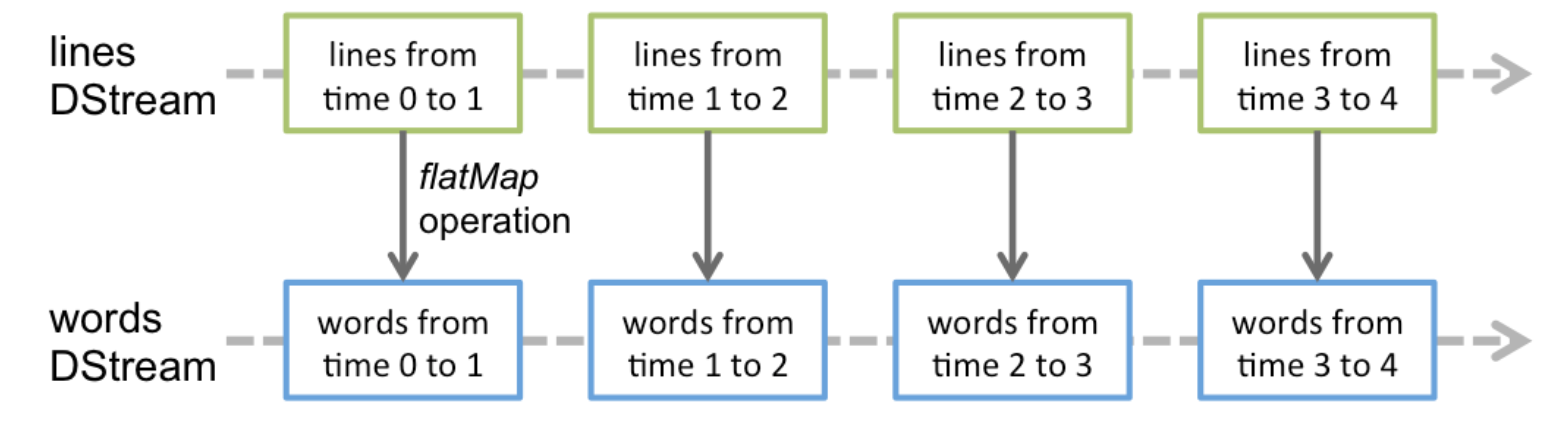 lines
DStream
lines from
time 0 to 1
lines from
time 1 to 2
lines from
time 2 to 3
lines from
time 3 to 4
flatMap
operation
words
DStream
words from
time 0 to 1
words from
time 1 to 2
words from
time 2 to 3
words from
time 3 to 4